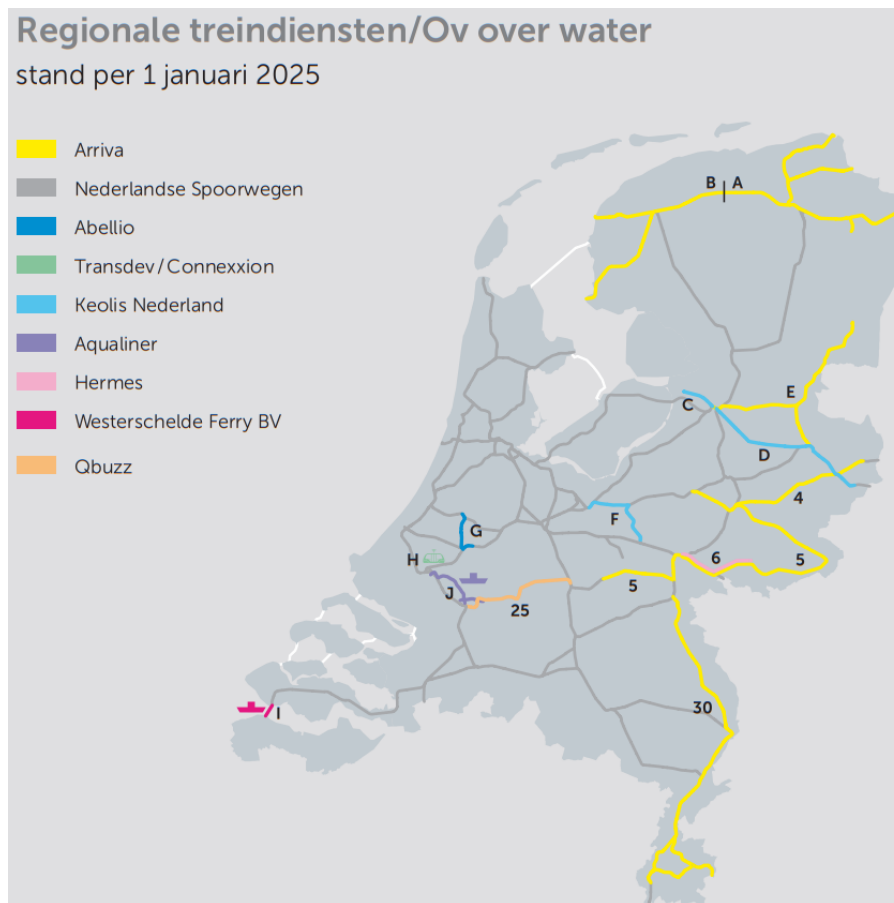 Regionale treindiensten/Ov over water
stand per 1 januari 2025
Arriva
Nederlandse Spoorwegen
Abellio
Transdev/Connexxion
Keolis Nederland
Aqualiner
Hermes
Westerschelde Ferry BV
Qbuzz
B | A
E
C
D
4
F
G
H
6
5
5
J
25
30
I